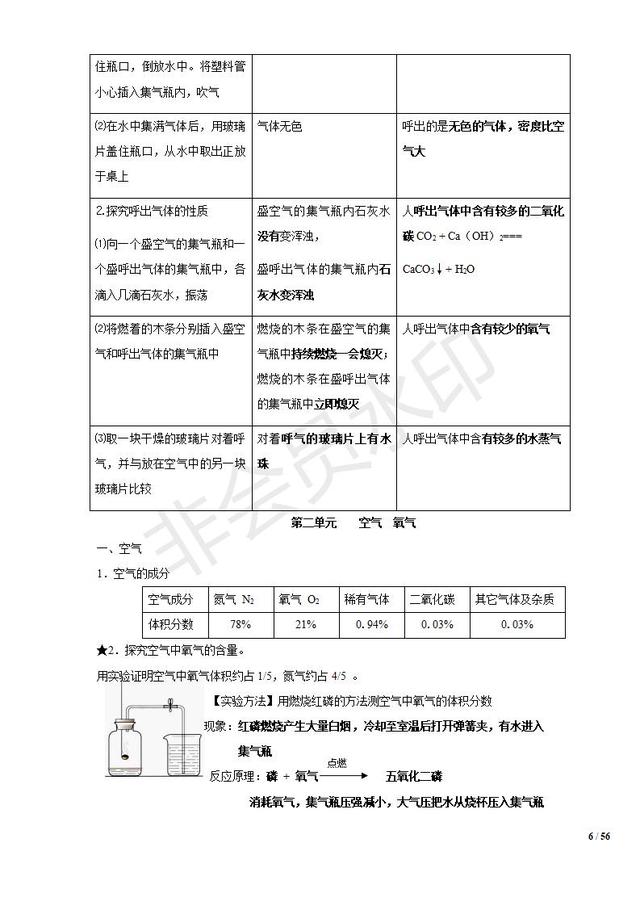 住瓶口，倒放水中。将塑料管
小心插入集气瓶内，吹气
⑵在水中集满气体后，用玻璃
片盖住瓶口，从水中取出正放
于桌上
气体无色
呼出的是无色的气体，密度比空
气大
⒉探究呼出气体的性质
⑴向一个盛空气的集气瓶和一
个盛呼出气体的集气瓶中，各
滴入几滴石灰水，振荡
盛空气的集气瓶内石灰水
没有变浑浊，
盛呼出气体的集气瓶内石
灰水变浑浊
人呼出气体中含有较多的二氧化
碳 CO2 + Ca（OH）2===
CaCO3↓+ H2O
⑵将燃着的木条分别插入盛空
气和呼出气体的集气瓶中
燃烧的木条在盛空气的集
气瓶中持续燃烧一会熄灭；
燃烧的木条在盛呼出气体
的集气瓶中立即熄灭
人呼出气体中含有较少的氧气
⑶取一块干燥的玻璃片对着呼
气，并与放在空气中的另一块
玻璃片比较
对着呼气的玻璃片上有水
珠
人呼出气体中含有较多的水蒸气
第二单元 空气 氧气
一、空气
1．空气的成分
空气成分 氮气 N2 氧气 O2 稀有气体 二氧化碳 其它气体及杂质
体积分数 78% 21% 0.94% 0.03% 0.03%
★2．探究空气中氧气的含量。
用实验证明空气中氧气体积约占 1/5，氮气约占 4/5 。
【实验方法】用燃烧红磷的方法测空气中氧气的体积分数
现象：红磷燃烧产生大量白烟，冷却至室温后打开弹簧夹，有水进入
集气瓶
点燃
反应原理：磷 + 氧气 → 五氧化二磷
消耗氧气，集气瓶压强减小，大气压把水从烧杯压入集气瓶
6 / 56
非会员水印